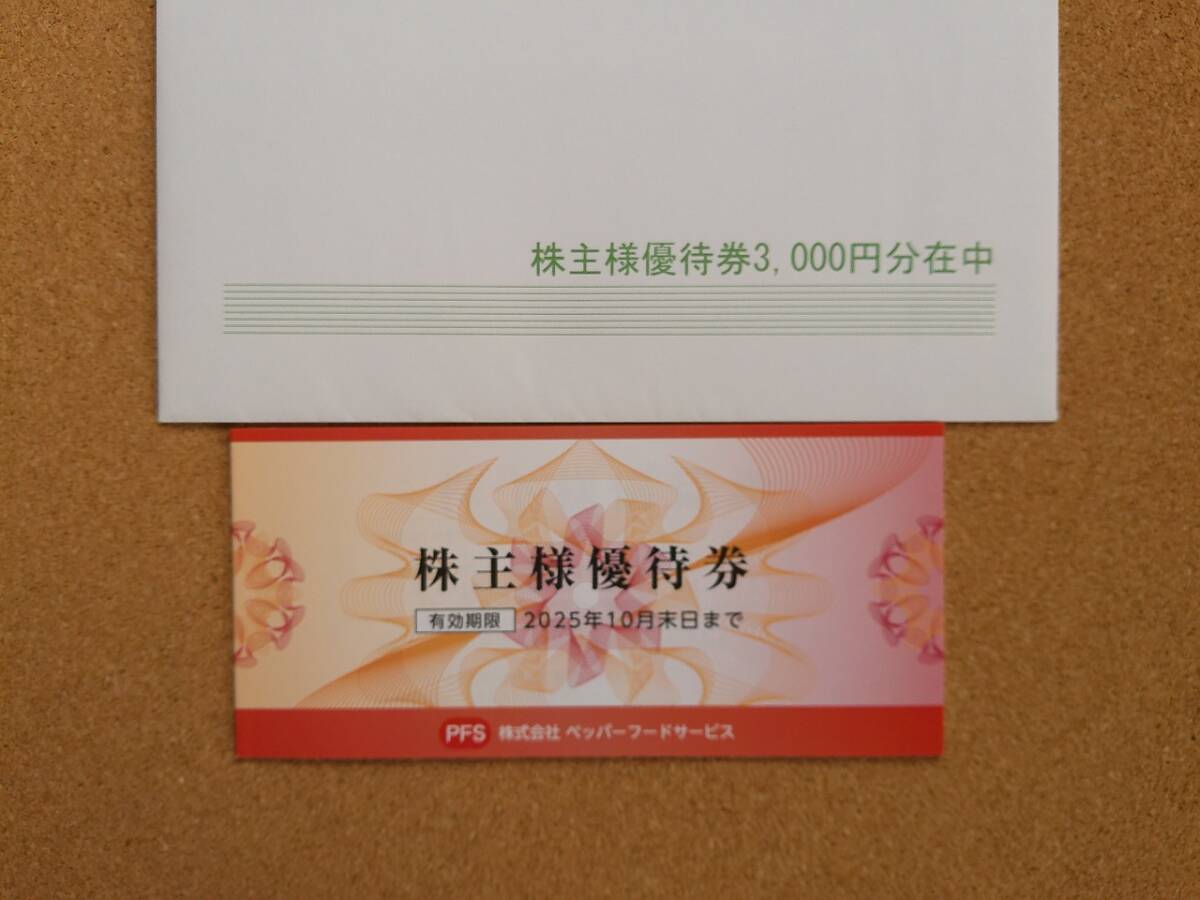 株主様優待券3,000円分在中
株主様優待券
有効期限 2025年10月末日まで
PFS 株式会社 ペッパーフードサービス